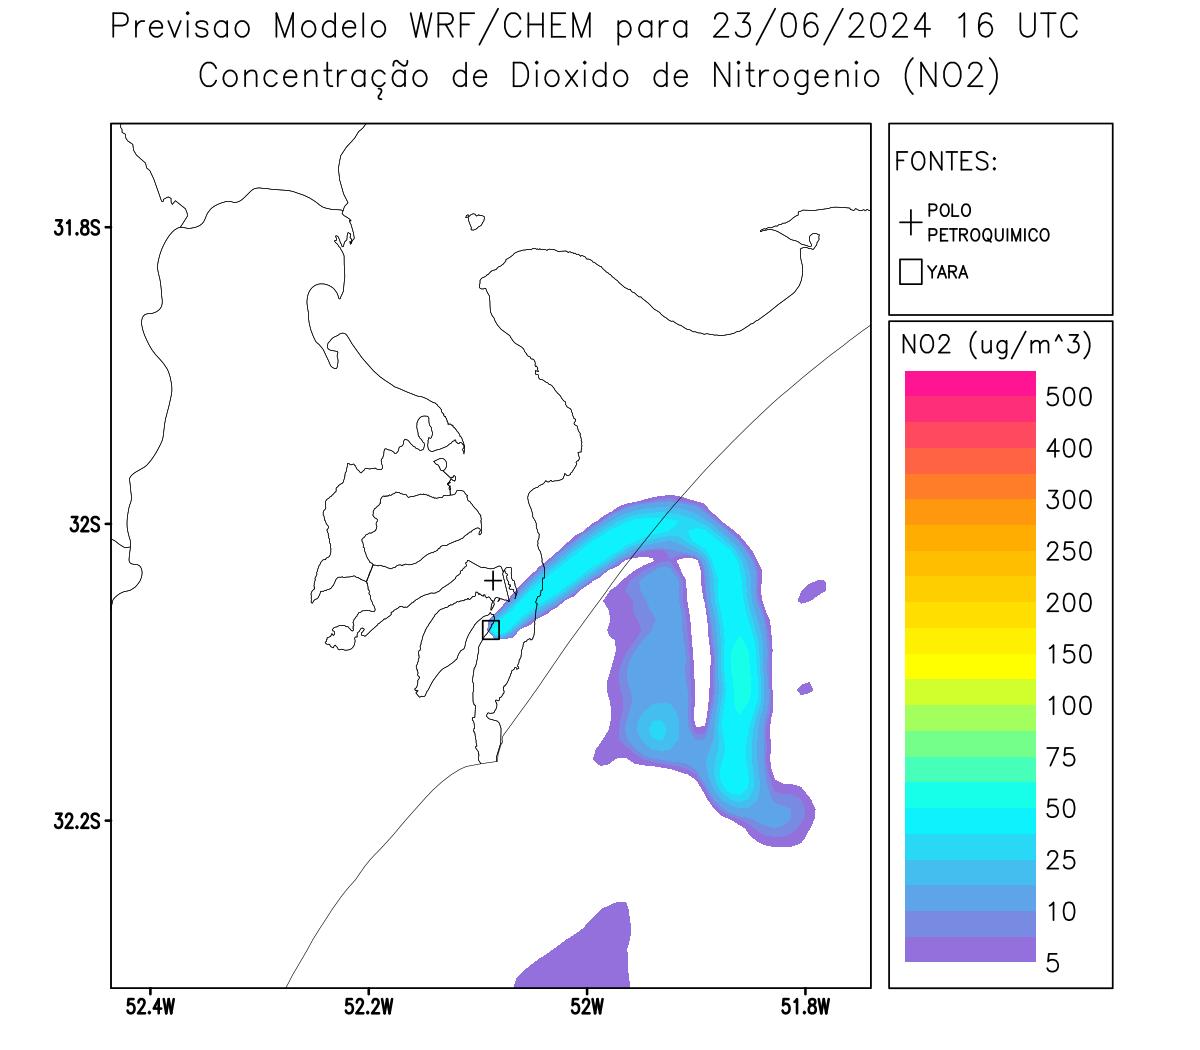 Previsao Modelo WRF/CHEM para 23/06/2024 16 UTC
Concentração de Dioxido de Nitrogenio (NO2)
FONTES:
POLO
PETROQUIMICO
YARA
NO2 (ug/m^3)
500
400
300
250
200
150
100
75
50
25
10
5
31.8S
32S
32.2S
52.4W
52.2W
52W
51.8W